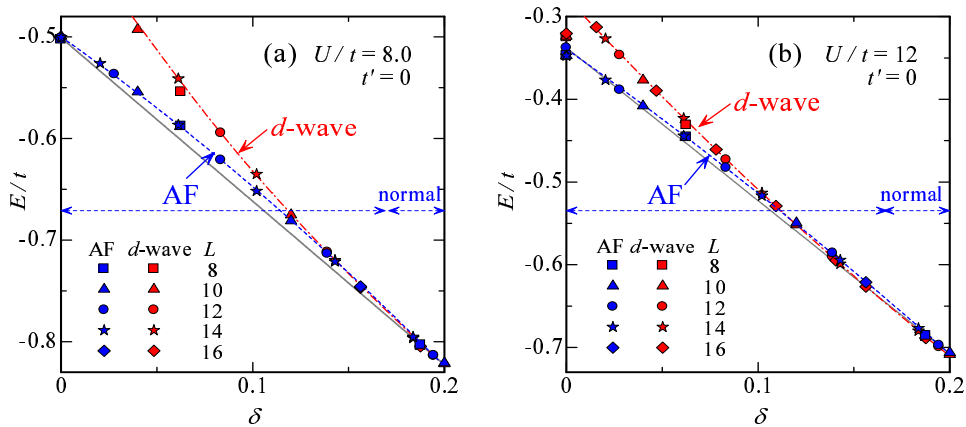 (a) U / t = 8.0
t′ = 0
-0.5
-0.6
-0.7
-0.8
E / t
d-wave
AF
normal
AF d-wave L
8
10
12
14
16
0 0.1 0.2
δ
(b) U / t = 12
t′ = 0
-0.3
-0.4
-0.5
-0.6
-0.7
E / t
d-wave
AF
normal
AF d-wave L
8
10
12
14
16
0 0.1 0.2
δ